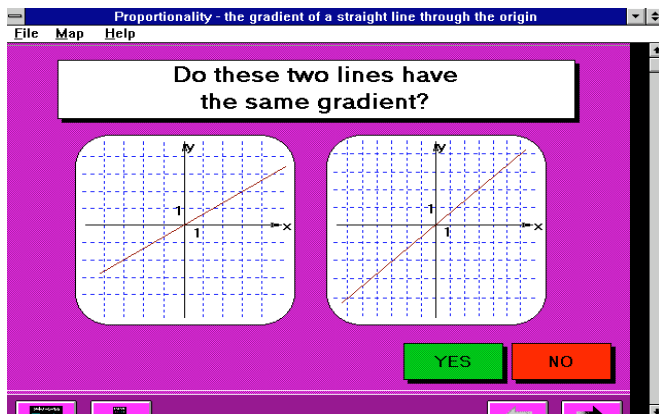 Proportionality - the gradient of a straight line through the origin
File Map Help
Do these two lines have
the same gradient?
y
1
1
x
y
1
1
x
YES
NO